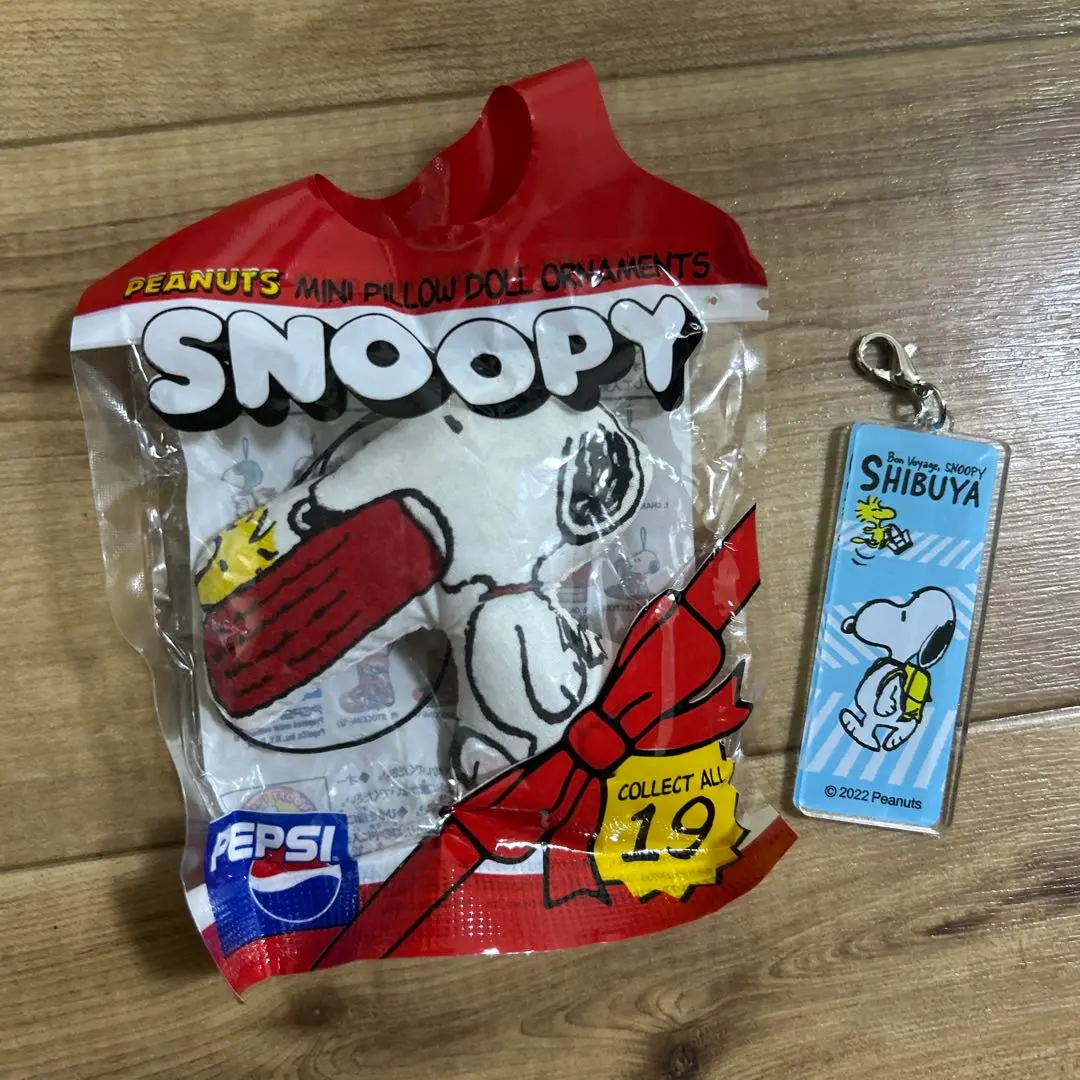 PEANUTS MINI PILLOW DOLL ORNAMENTS
SNOOPY
PEPSI
COLLECT ALL
19
Bon Voyage, SNOOPY
SHIBUYA
© 2022 Peanuts